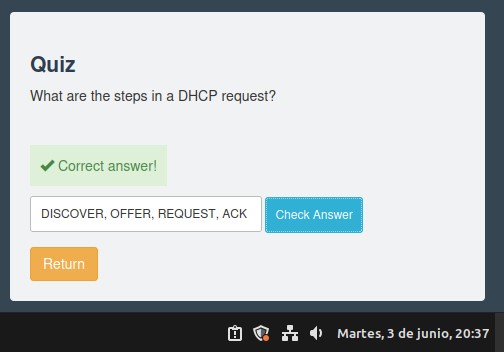 Quiz
What are the steps in a DHCP request?
Correct answer!
DISCOVER, OFFER, REQUEST, ACK
Check Answer
Return
Martes, 3 de junio, 20:37